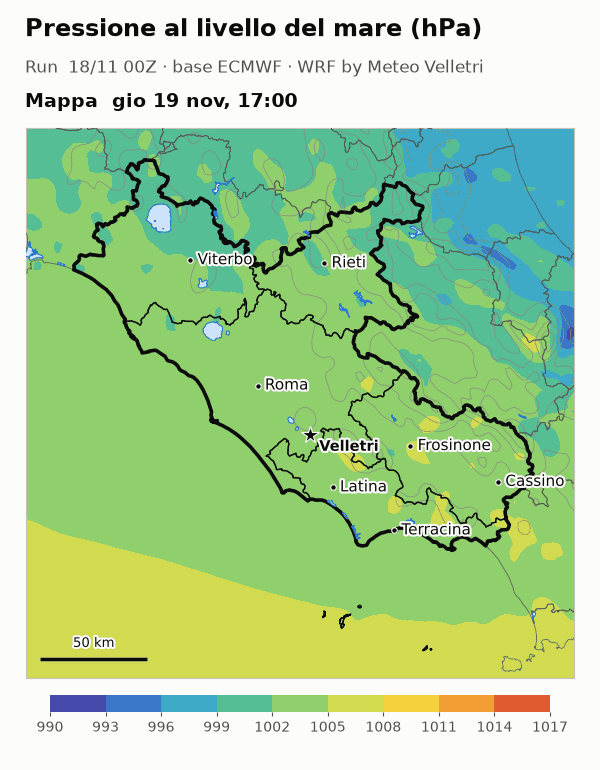 Pressione al livello del mare (hPa)
Run  18/11 00Z · base ECMWF · WRF by Meteo Velletri
Mappa  gio 19 nov, 17:00
Viterbo
Rieti
Roma
Velletri
Frosinone
Latina
Cassino
Terracina
50 km
990 993 996 999 1002 1005 1008 1011 1014 1017